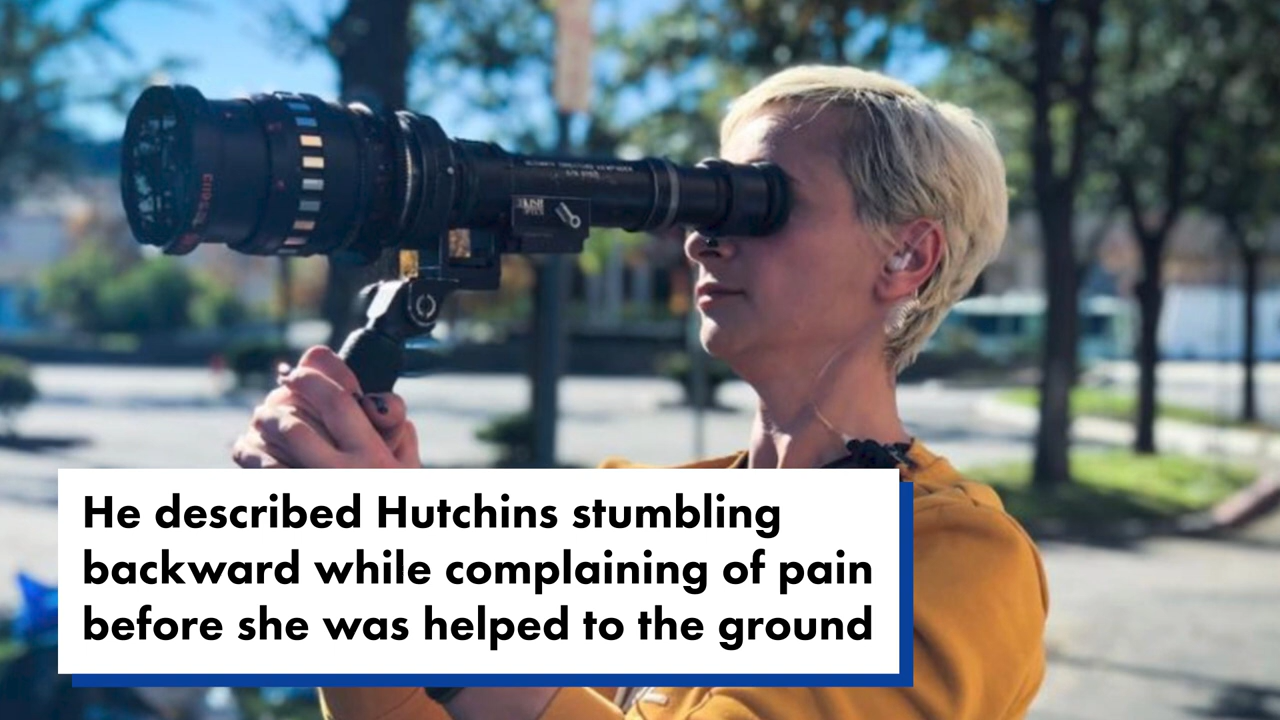 He described Hutchins stumbling
backward while complaining of pain
before she was helped to the ground